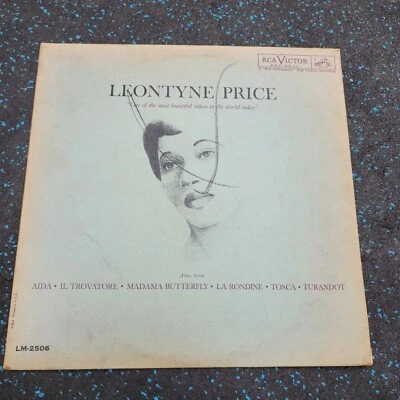 RCA VICTOR
LEONTYNE PRICE
"One of the most beautiful voices in the world today"
Arias from
AIDA • IL TROVATORE • MADAMA BUTTERFLY • LA RONDINE • TOSCA • TURANDOT
LM-2506